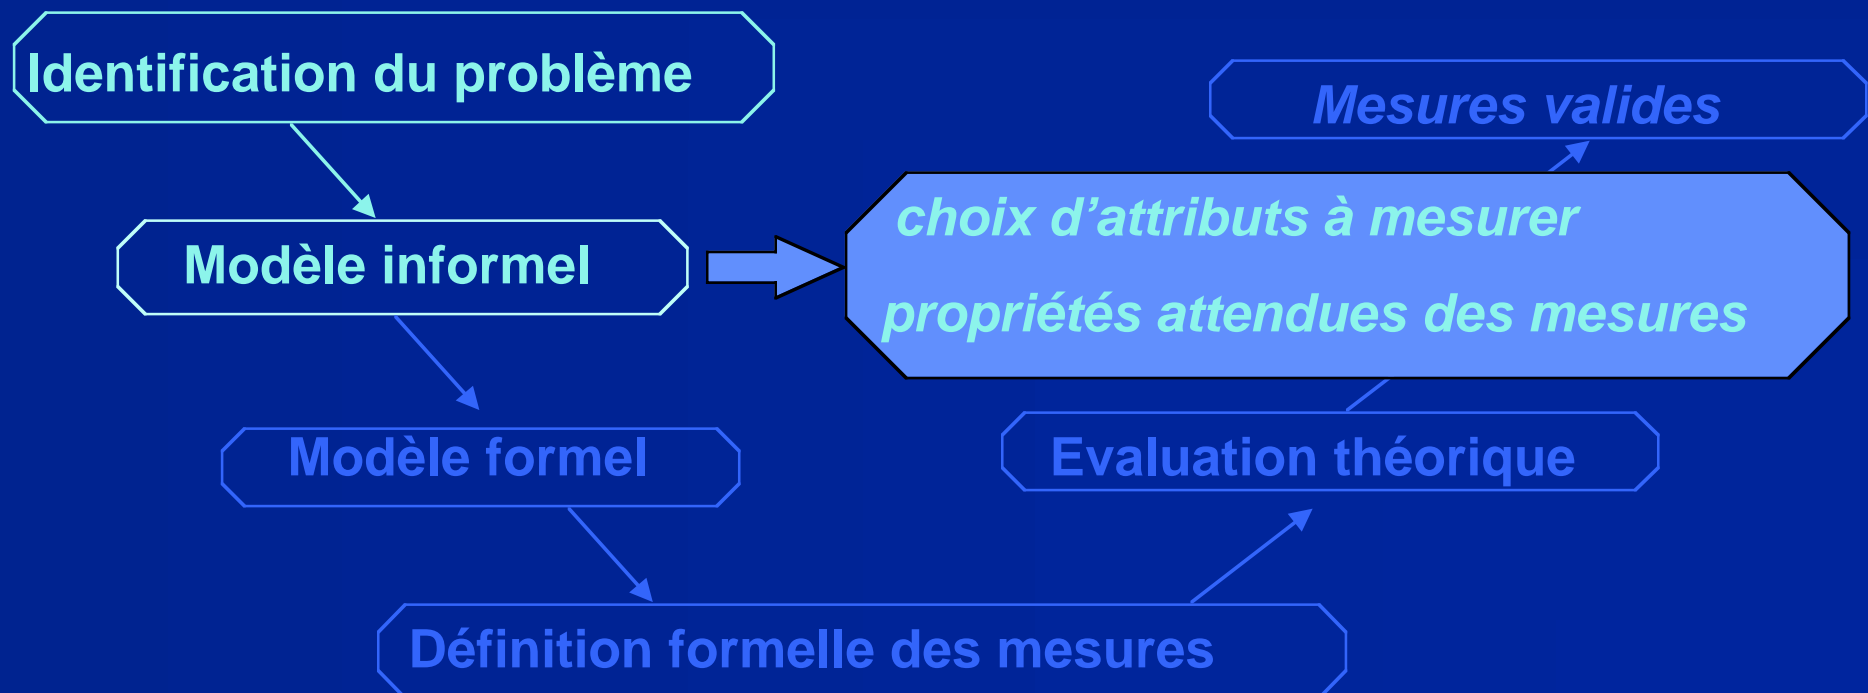 Identification du problème
Mesures valides
choix d’attributs à mesurer
Modèle informel
propriétés attendues des mesures
Modèle formel
Evaluation théorique
Définition formelle des mesures